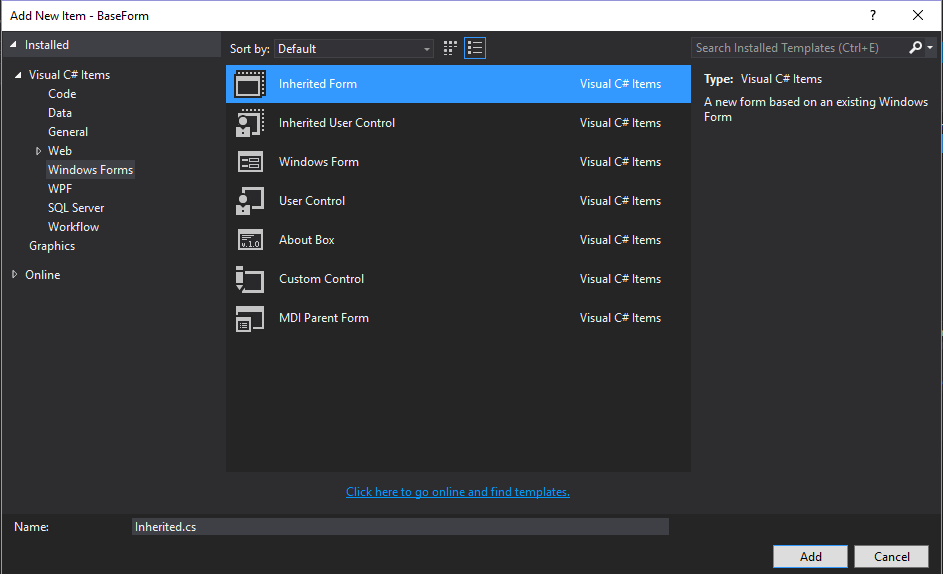 Add New Item - BaseForm
?
Installed
Sort by: Default
Search Installed Templates (Ctrl+E)
Visual C# Items
Code
Data
General
Web
Windows Forms
WPF
SQL Server
Workflow
Graphics
Online
Inherited Form Visual C# Items
Inherited User Control Visual C# Items
Windows Form Visual C# Items
User Control Visual C# Items
v.1.0
About Box Visual C# Items
Custom Control Visual C# Items
MDI Parent Form Visual C# Items
Type: Visual C# Items
A new form based on an existing Windows
Form
Click here to go online and find templates.
Name: Inherited.cs
Add
Cancel